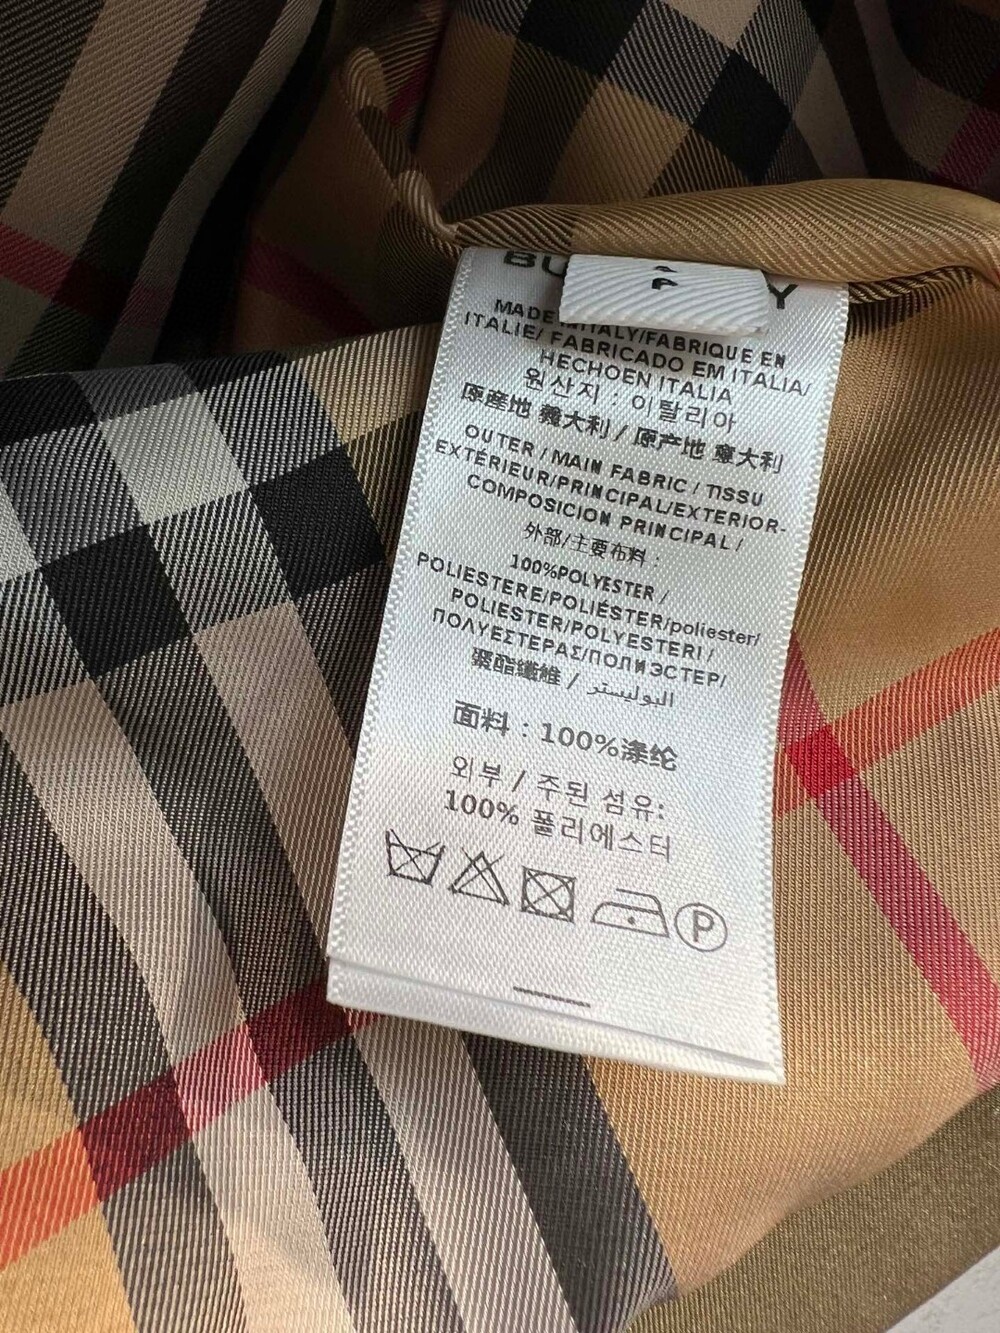 P
MADE IN ITALY/FABRIQUE EN
ITALIE/ FABRICADO EM ITALIA/
HECHOEN ITALIA
원산지 : 이탈리아
原產地 義大利 / 原产地 意大利
OUTER / MAIN FABRIC / TISSU
EXTÉRIEUR/PRINCIPAL/EXTERIOR-
COMPOSICION PRINCIPAL /
外部/主要布料 :
100%POLYESTER /
POLIESTERE/POLIÉSTER/poliester/
POLIESTER/POLYESTERI /
ΠΟΛΥΕΣΤΕΡΑΣ/ПОЛИЭСТЕР/
聚酯纖維 / البوليستر
面料 : 100%涤纶
외부 / 주된 섬유:
100% 폴리에스터
P